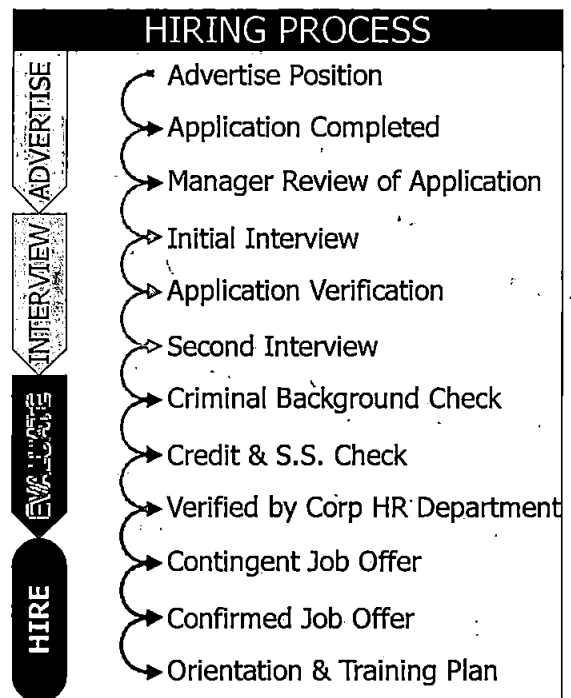 HIRING PROCESS
ADVERTISE
Advertise Position
Application Completed
Manager Review of Application
INTERVIEW
Initial Interview
Application Verification
Second Interview
EVALUATE
Criminal Background Check
Credit & S.S. Check
Verified by Corp HR Department
HIRE
Contingent Job Offer
Confirmed Job Offer
Orientation & Training Plan